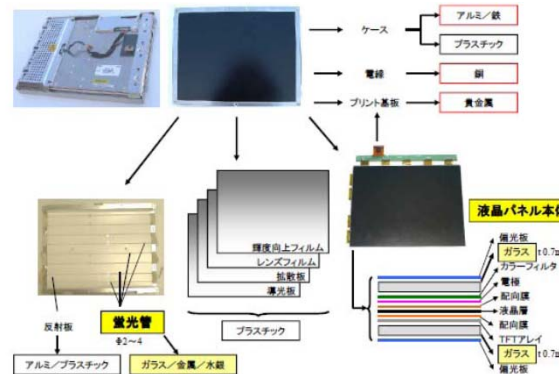 ケース
アルミ／鉄
プラスチック
電線
銅
プリント基板
貴金属
液晶パネル本体
輝度向上フィルム
レンズフィルム
拡散板
導光板
プラスチック
反射板
蛍光管
Φ2～4
アルミ／プラスチック
ガラス／金属／水銀
偏光板
ガラス t0.7m
カラーフィルタ
電極
配向膜
液晶層
配向膜
TFTアレイ
ガラス t0.7m
偏光板